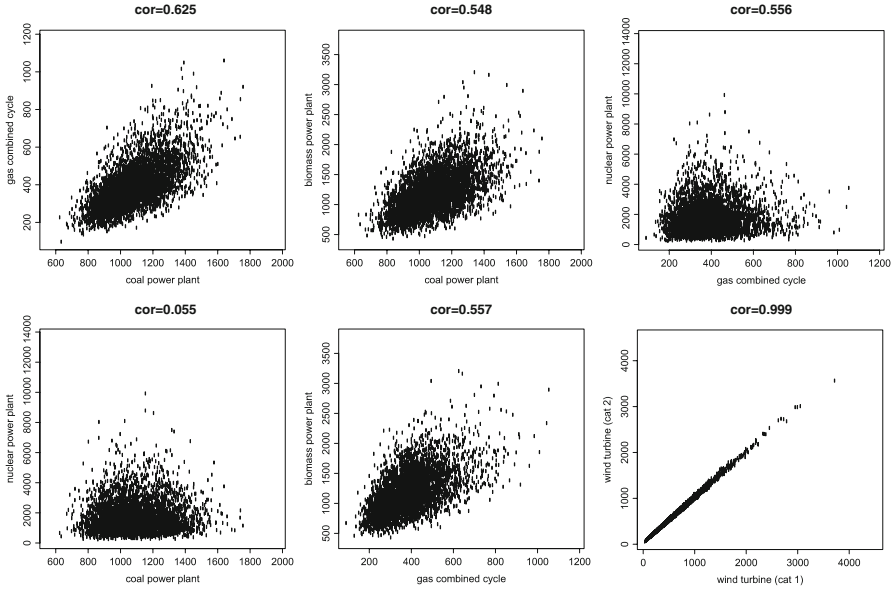 cor=0.625
gas combined cycle
200 400 600 800 1000 1200
600 800 1000 1200 1400 1600 1800 2000
coal power plant
cor=0.548
biomass power plant
500 1000 1500 2000 2500 3000 3500
600 800 1000 1200 1400 1600 1800 2000
coal power plant
cor=0.556
nuclear power plant
0 2000 4000 6000 8000 10000 12000 14000
200 400 600 800 1000 1200
gas combined cycle
cor=0.055
nuclear power plant
0 2000 4000 6000 8000 10000 12000 14000
600 800 1000 1200 1400 1600 1800 2000
coal power plant
cor=0.557
biomass power plant
500 1000 1500 2000 2500 3000 3500
200 400 600 800 1000 1200
gas combined cycle
cor=0.999
wind turbine (cat 2)
0 1000 2000 3000 4000
0 1000 2000 3000 4000
wind turbine (cat 1)